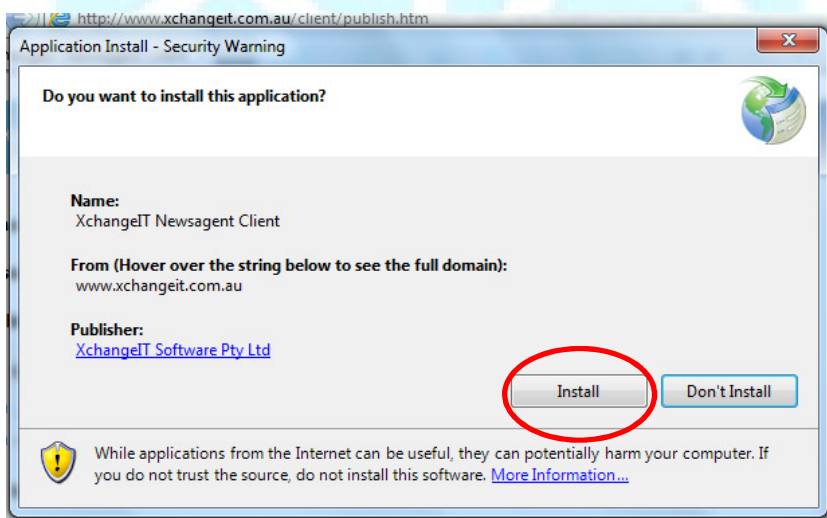 http://www.xchangeit.com.au/client/publish.htm
Application Install - Security Warning
Do you want to install this application?
Name:
XchangeIT Newsagent Client
From (Hover over the string below to see the full domain):
www.xchangeit.com.au
Publisher:
XchangeIT Software Pty Ltd
Install
Don't Install
While applications from the Internet can be useful, they can potentially harm your computer. If
you do not trust the source, do not install this software. More Information...